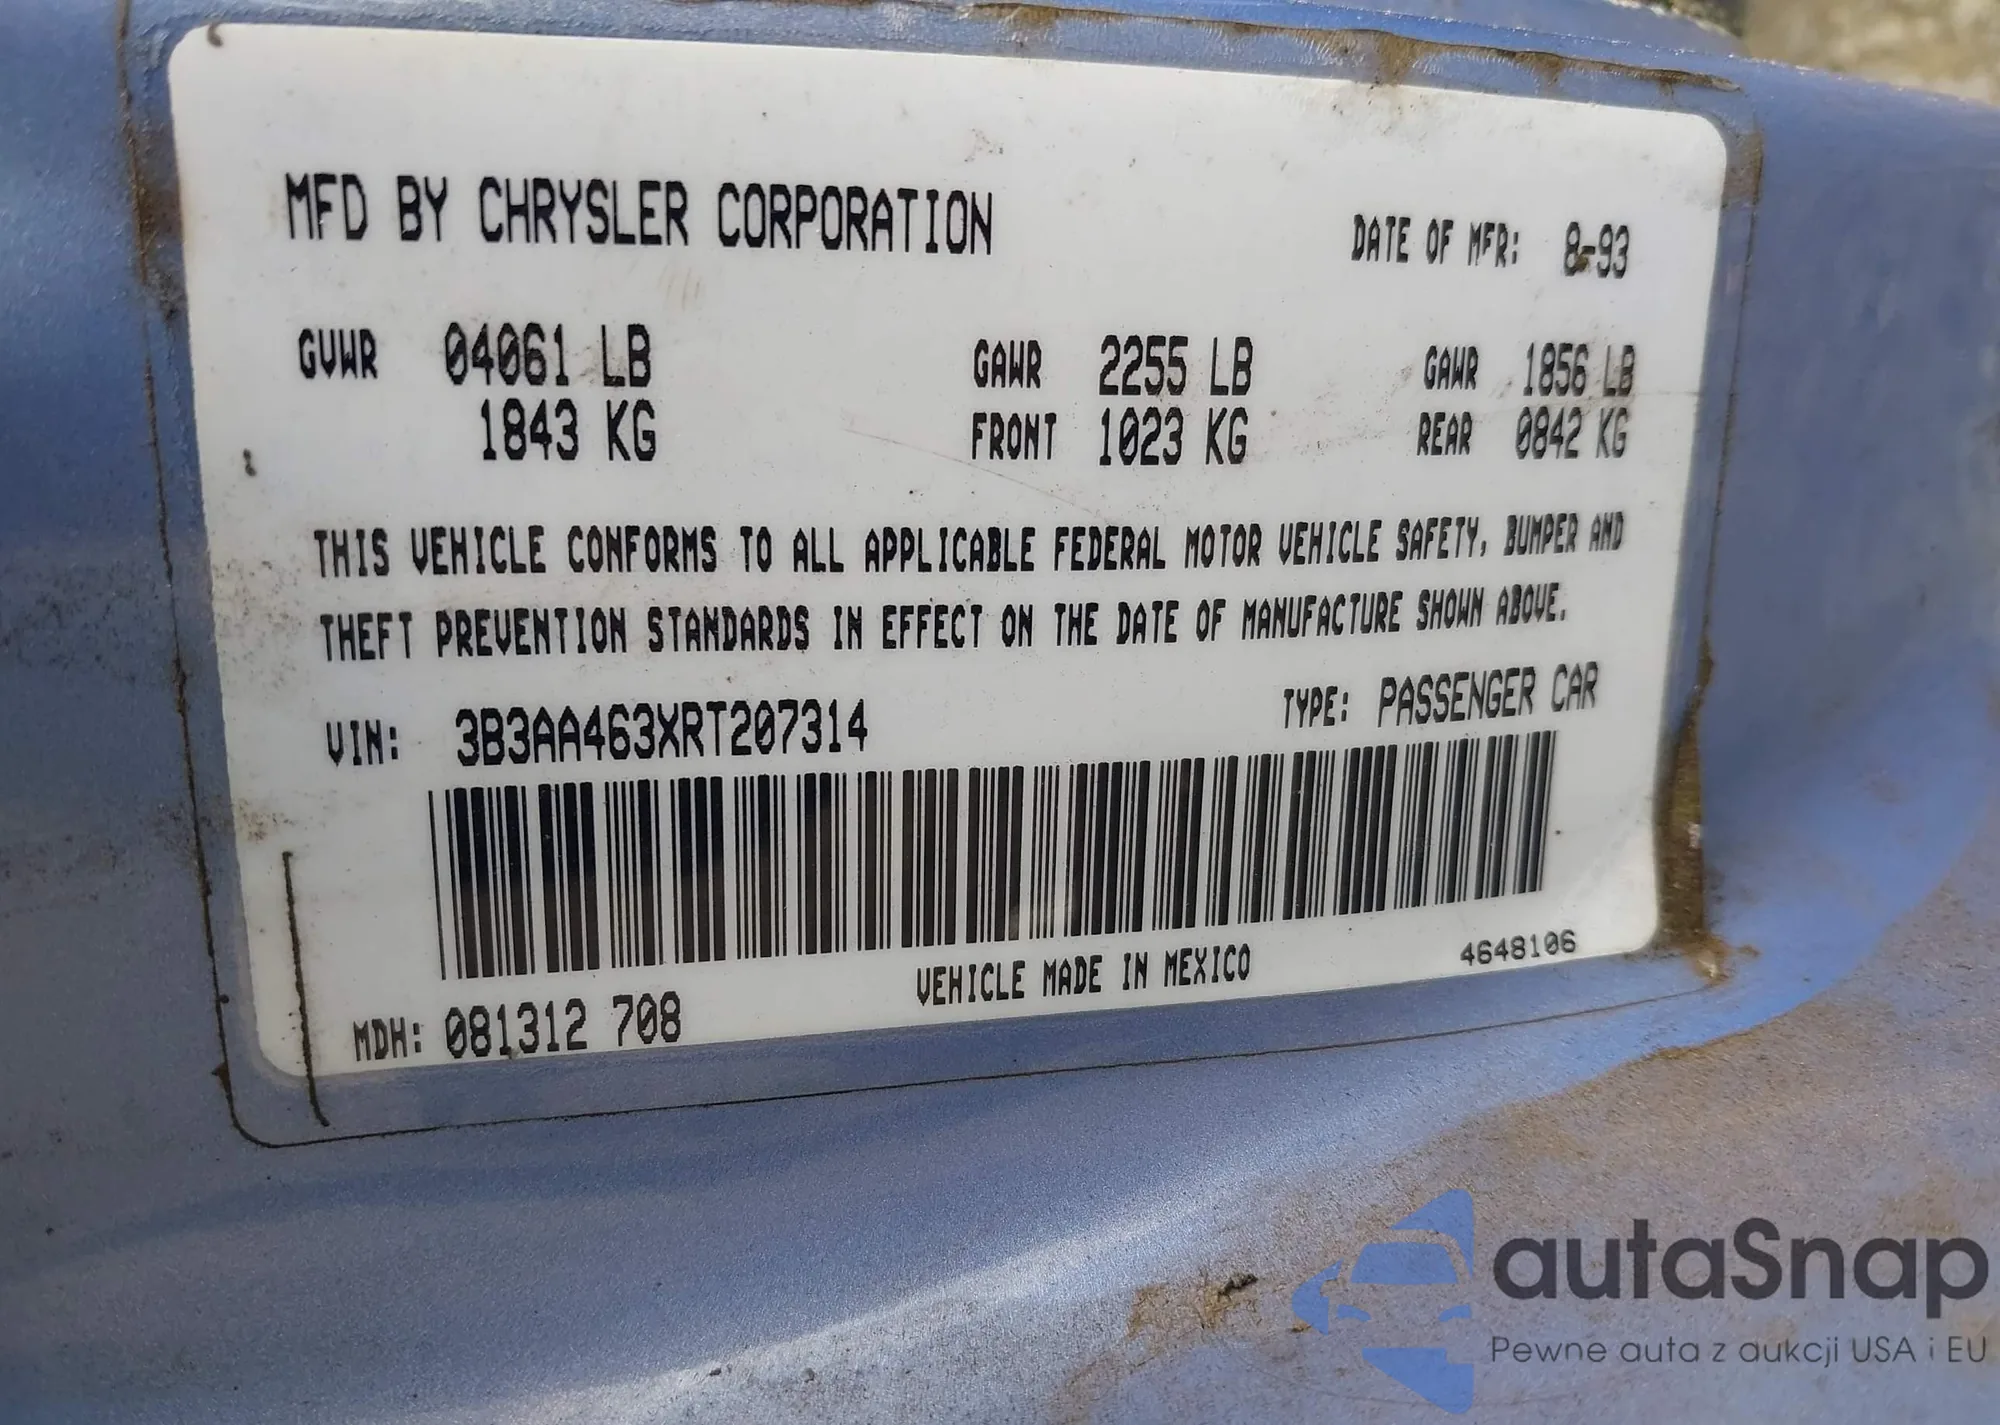 MFD BY CHRYSLER CORPORATION DATE OF MFR: 8-93
GVWR 04061 LB GAWR 2255 LB GAWR 1856 LB
1843 KG FRONT 1023 KG REAR 0842 KG
THIS VEHICLE CONFORMS TO ALL APPLICABLE FEDERAL MOTOR VEHICLE SAFETY, BUMPER AND
THEFT PREVENTION STANDARDS IN EFFECT ON THE DATE OF MANUFACTURE SHOWN ABOVE.
VIN: 3B3AA463XRT207314 TYPE: PASSENGER CAR
VEHICLE MADE IN MEXICO 4648106
MDH: 081312 708
autaSnap
Pewne auta z aukcji USA i EU